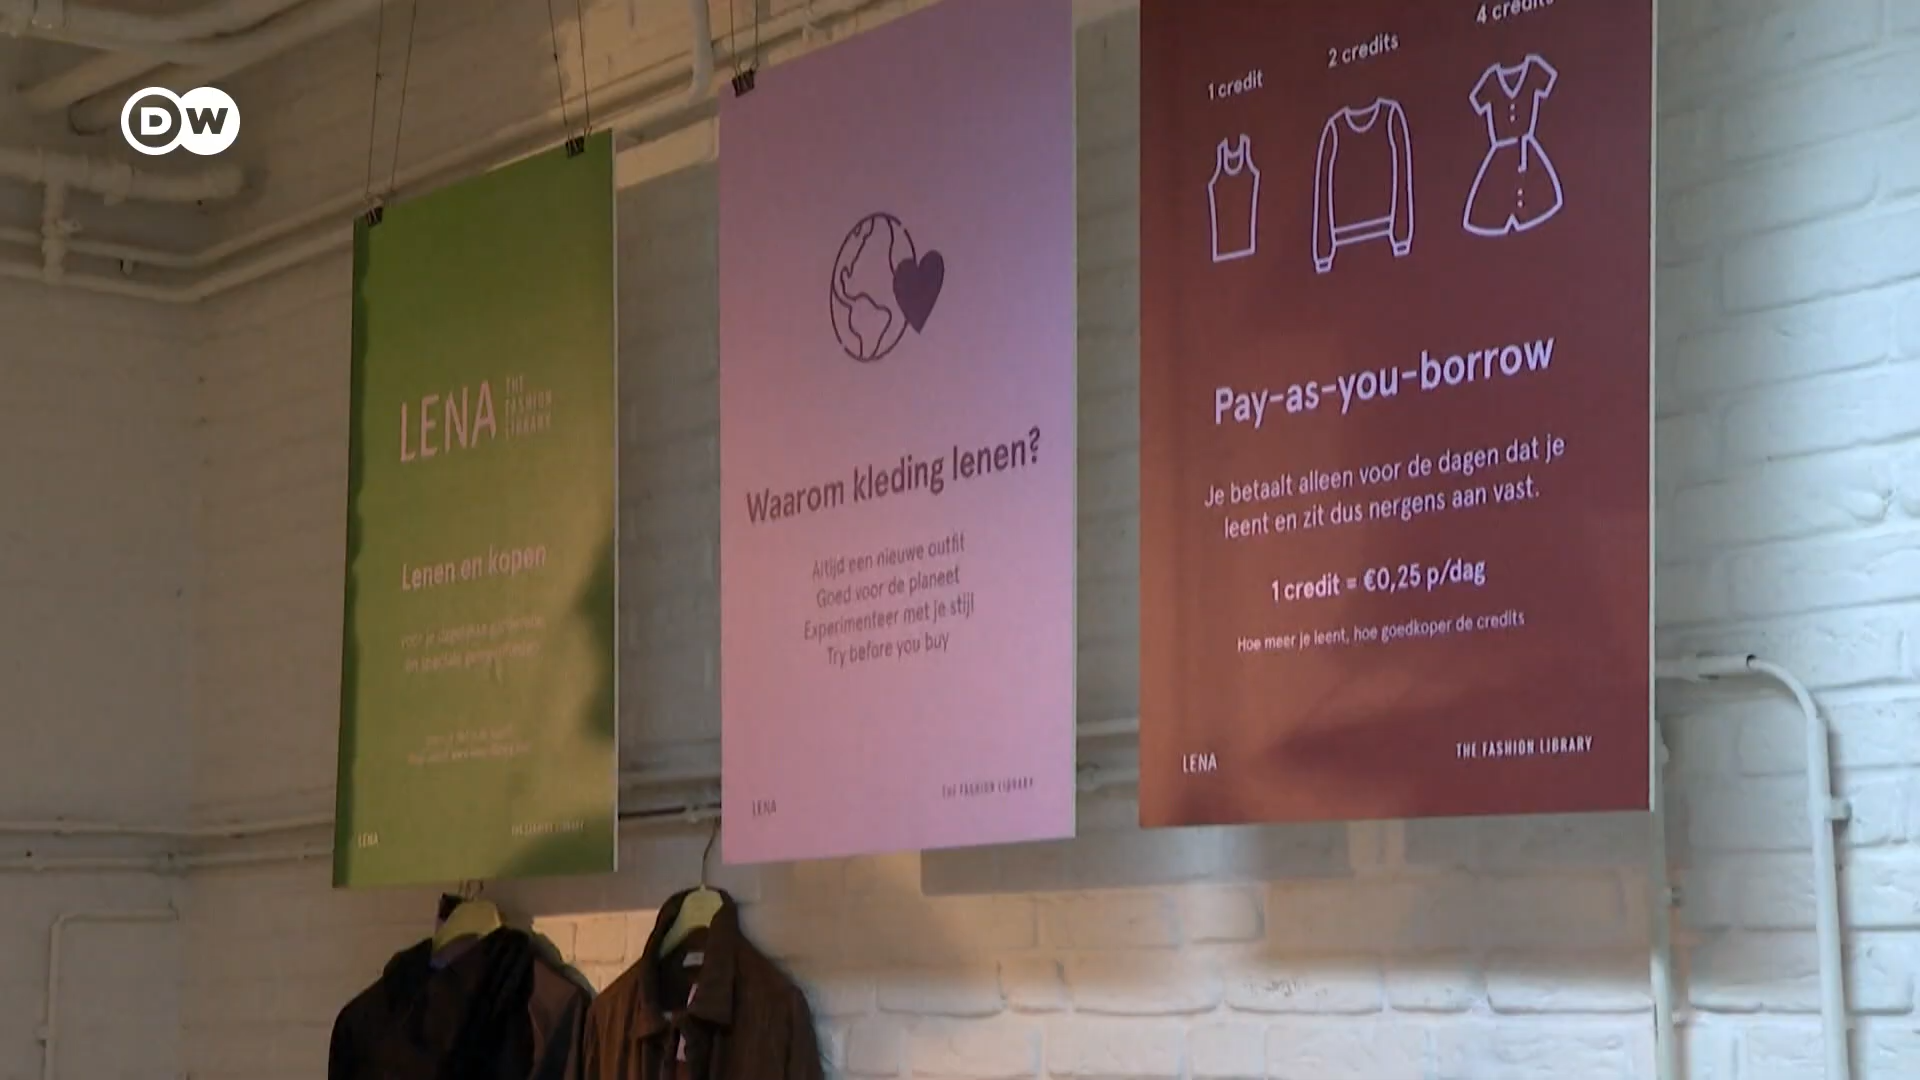 DW
LENA THE
FASHION
LIBRARY
Lenen en kopen
LENA
Waarom kleding lenen?
Altijd een nieuwe outfit
Goed voor de planeet
Experimenteer met je stijl
Try before you buy
LENA THE FASHION LIBRARY
1 credit
2 credits
4 credits
Pay-as-you-borrow
Je betaalt alleen voor de dagen dat je
leent en zit dus nergens aan vast.
1 credit = €0,25 p/dag
Hoe meer je leent, hoe goedkoper de credits
LENA THE FASHION LIBRARY